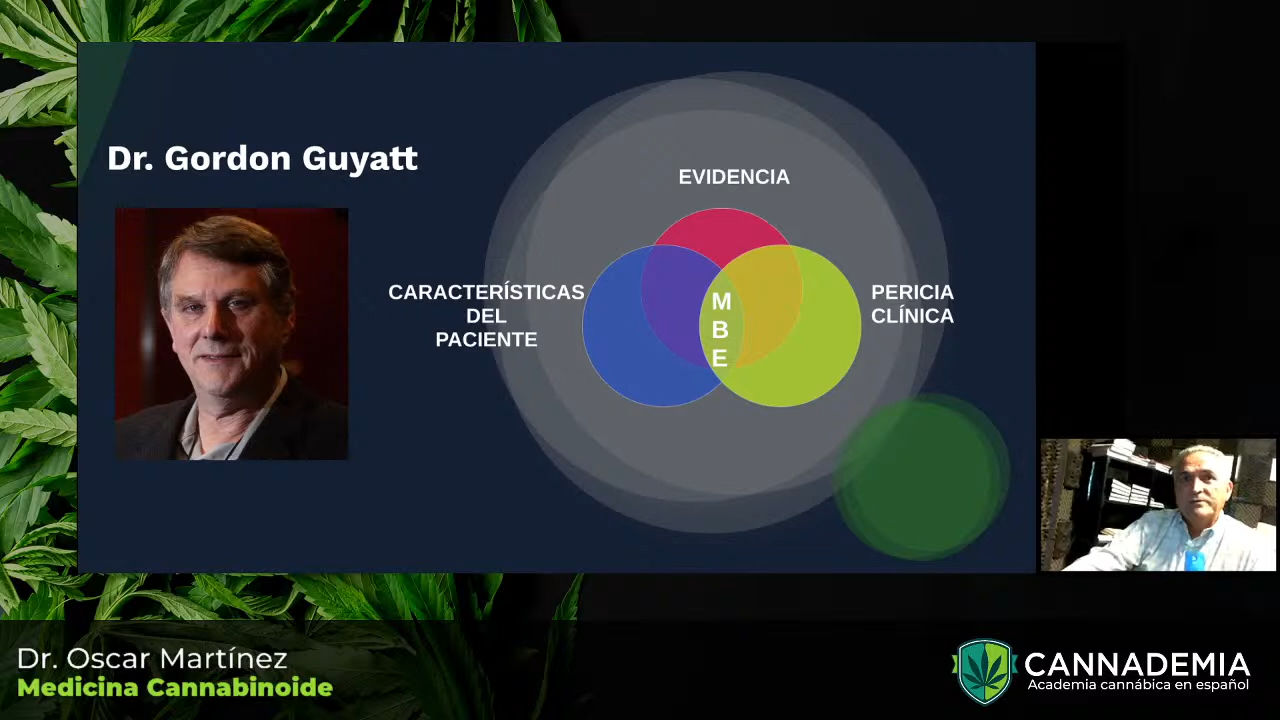 Dr. Gordon Guyatt
EVIDENCIA
CARACTERÍSTICAS
DEL
PACIENTE
M
B
E
PERICIA
CLÍNICA
Dr. Oscar Martínez
Medicina Cannabinoide
CANNADEMIA
Academia cannábica en español